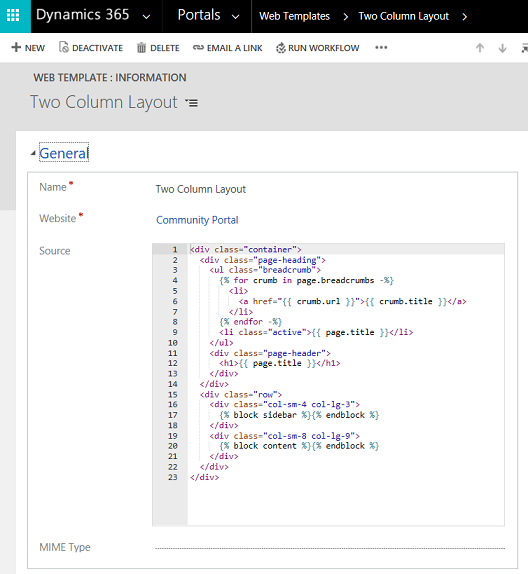 Dynamics 365 Portals Web Templates Two Column Layout
NEW DEACTIVATE DELETE EMAIL A LINK RUN WORKFLOW •••
WEB TEMPLATE : INFORMATION
Two Column Layout
General
Name * Two Column Layout
Website * Community Portal
Source
1 <div class="container">
2 <div class="page-heading">
3 <ul class="breadcrumb">
4 {% for crumb in page.breadcrumbs -%}
5 <li>
6 <a href="{{ crumb.url }}">{{ crumb.title }}</a>
7 </li>
8 {% endfor -%}
9 <li class="active">{{ page.title }}</li>
10 </ul>
11 <div class="page-header">
12 <h1>{{ page.title }}</h1>
13 </div>
14 </div>
15 <div class="row">
16 <div class="col-sm-4 col-lg-3">
17 {% block sidebar %}{% endblock %}
18 </div>
19 <div class="col-sm-8 col-lg-9">
20 {% block content %}{% endblock %}
21 </div>
22 </div>
23 </div>
MIME Type